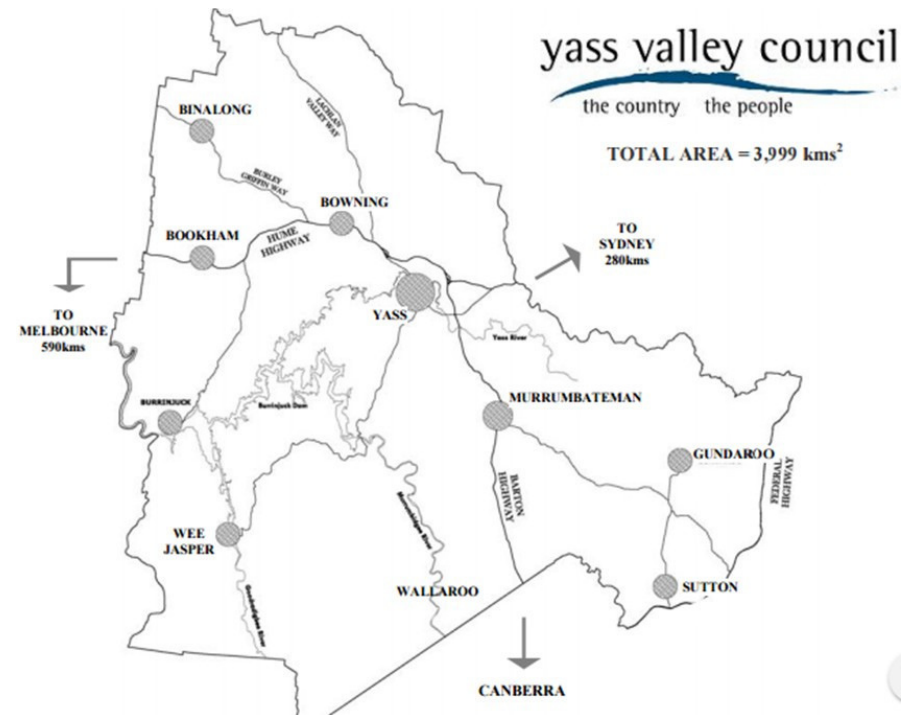 yass valley council
the country the people
TOTAL AREA = 3,999 kms²
BINALONG
LACHLAN
VALLEY WAY
BURLEY
GRIFFIN WAY
BOWNING
BOOKHAM
HUME
HIGHWAY
TO
SYDNEY
280kms
TO
MELBOURNE
590kms
YASS
Yass River
BURRINJUCK
Burrinjuck Dam
MURRUMBATEMAN
GUNDAROO
FEDERAL
HIGHWAY
BARTON
HIGHWAY
WEE
JASPER
Murrumbidgee River
Goodradigbee River
WALLAROO
SUTTON
CANBERRA